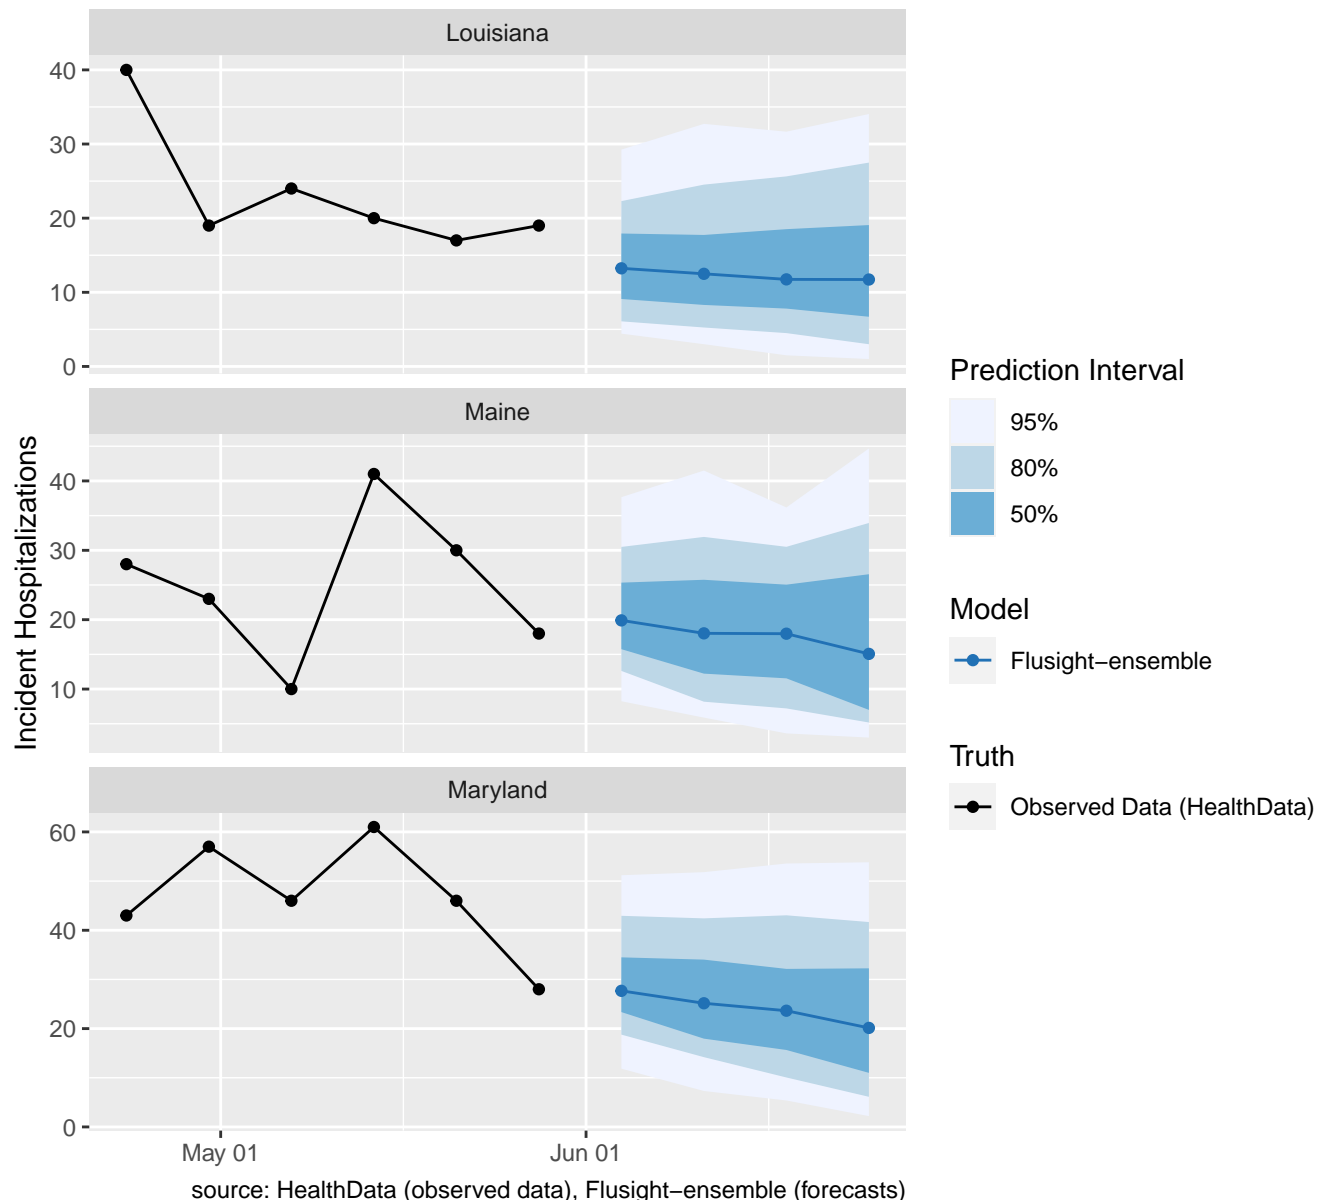 Louisiana
40
30
20
10
0
Maine
40
30
20
10
Maryland
60
40
20
0
May 01
Jun 01
Incident Hospitalizations
source: HealthData (observed data), Flusight−ensemble (forecasts)
Prediction Interval
95%
80%
50%
Model
Flusight−ensemble
Truth
Observed Data (HealthData)